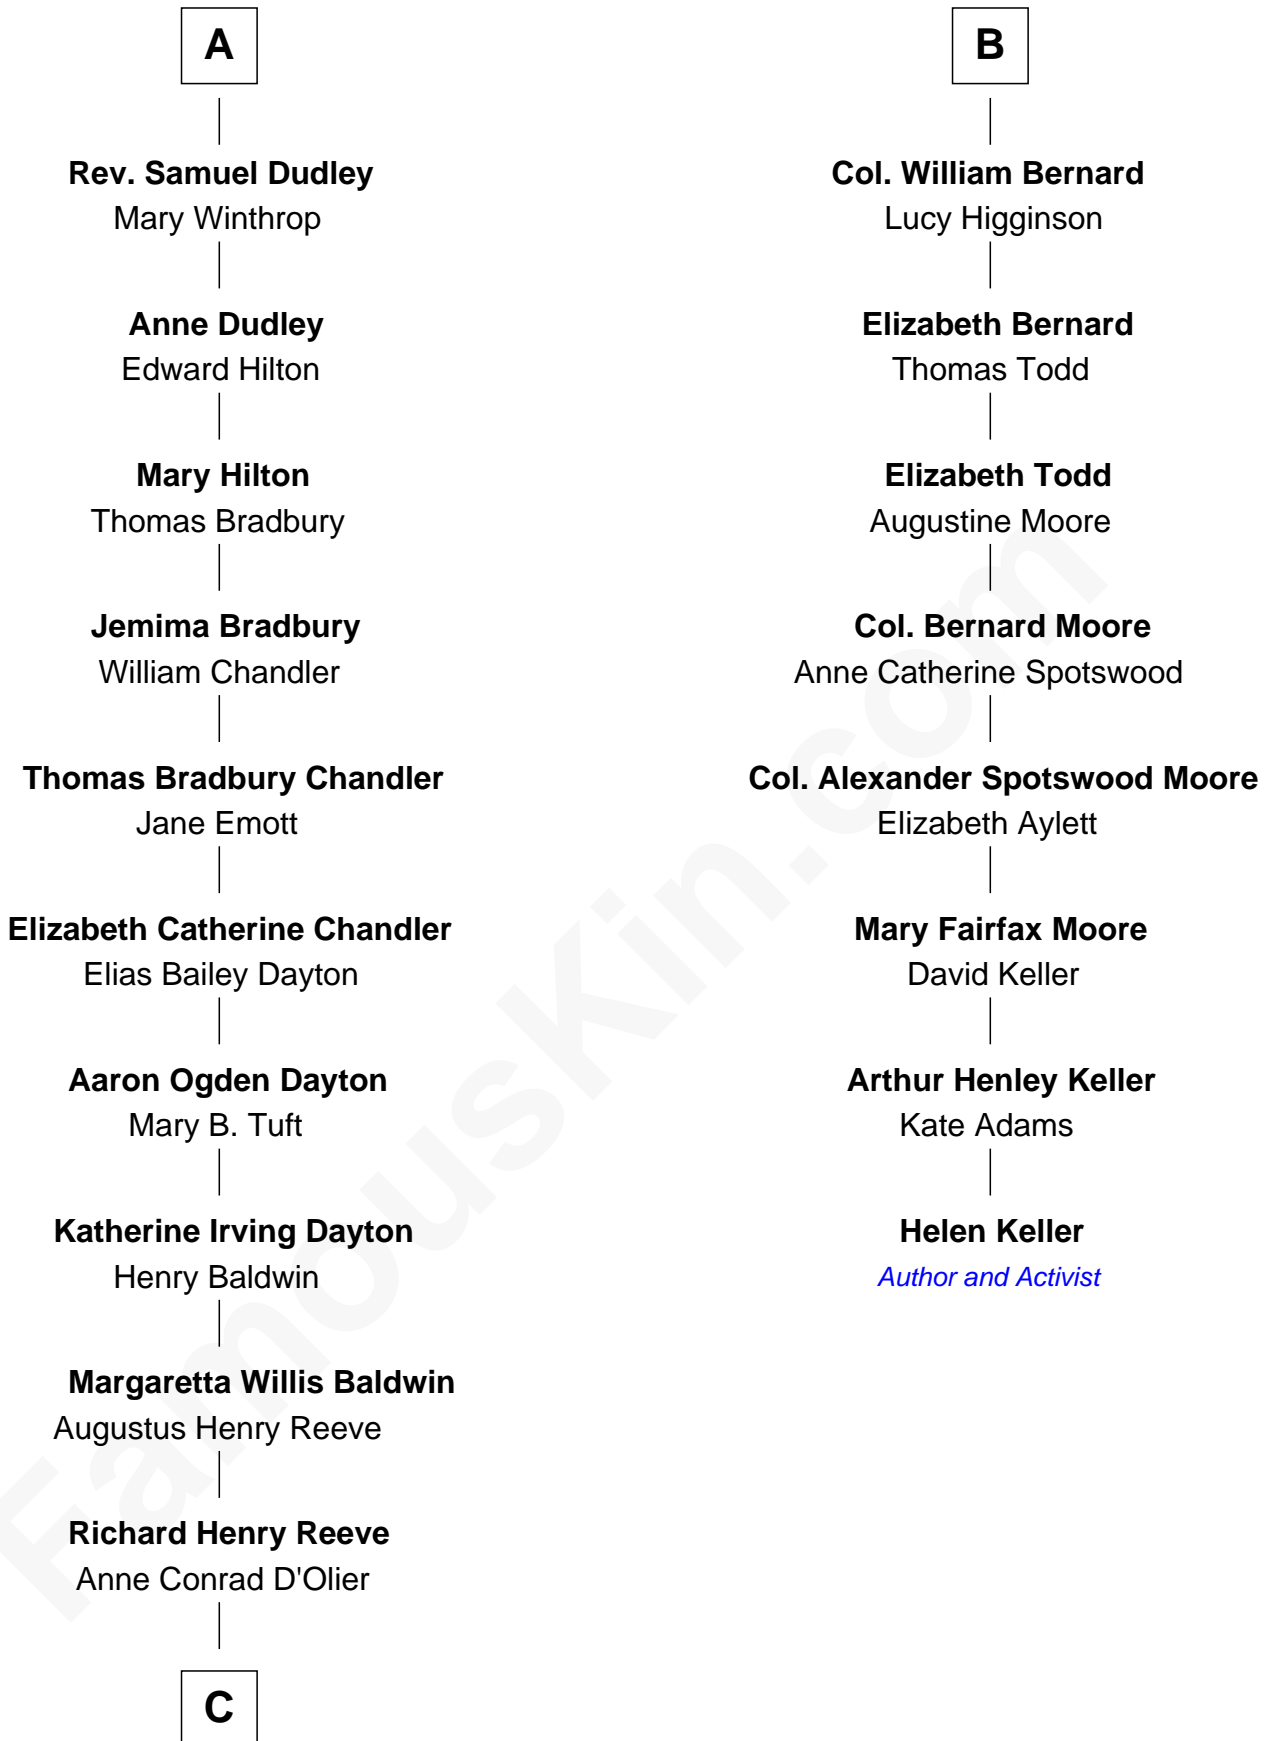 A
Rev. Samuel Dudley
Mary Winthrop
Anne Dudley
Edward Hilton
Mary Hilton
Thomas Bradbury
Jemima Bradbury
William Chandler
Thomas Bradbury Chandler
Jane Emott
Elizabeth Catherine Chandler
Elias Bailey Dayton
Aaron Ogden Dayton
Mary B. Tuft
Katherine Irving Dayton
Henry Baldwin
Margaretta Willis Baldwin
Augustus Henry Reeve
Richard Henry Reeve
Anne Conrad D'Olier
C
B
Col. William Bernard
Lucy Higginson
Elizabeth Bernard
Thomas Todd
Elizabeth Todd
Augustine Moore
Col. Bernard Moore
Anne Catherine Spotswood
Col. Alexander Spotswood Moore
Elizabeth Aylett
Mary Fairfax Moore
David Keller
Arthur Henley Keller
Kate Adams
Helen Keller
Author and Activist
FamousKin.com